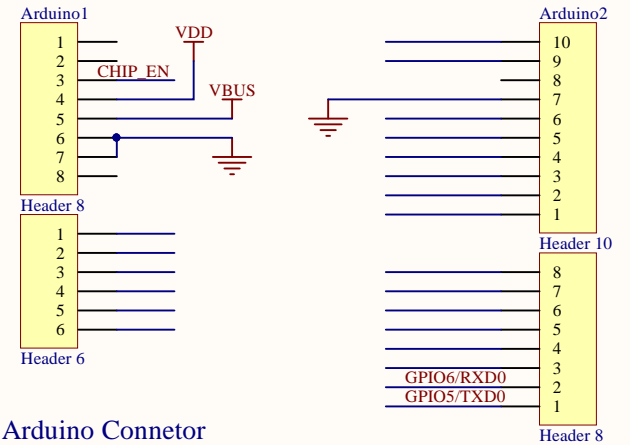 Arduino1
1
2
3
4
5
6
7
8
Header 8
CHIP_EN
VDD
VBUS
1
2
3
4
5
6
Header 6
Arduino2
10
9
8
7
6
5
4
3
2
1
Header 10
8
7
6
5
4
3
2
1
GPIO6/RXD0
GPIO5/TXD0
Header 8
Arduino Connetor